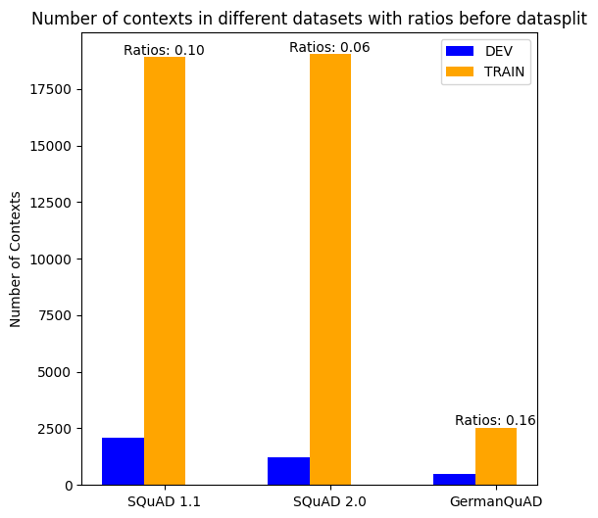 Number of contexts in different datasets with ratios before datasplit
Ratios: 0.10
Ratios: 0.06
DEV
TRAIN
17500
15000
12500
10000
7500
5000
2500
0
Number of Contexts
Ratios: 0.16
SQuAD 1.1
SQuAD 2.0
GermanQuAD